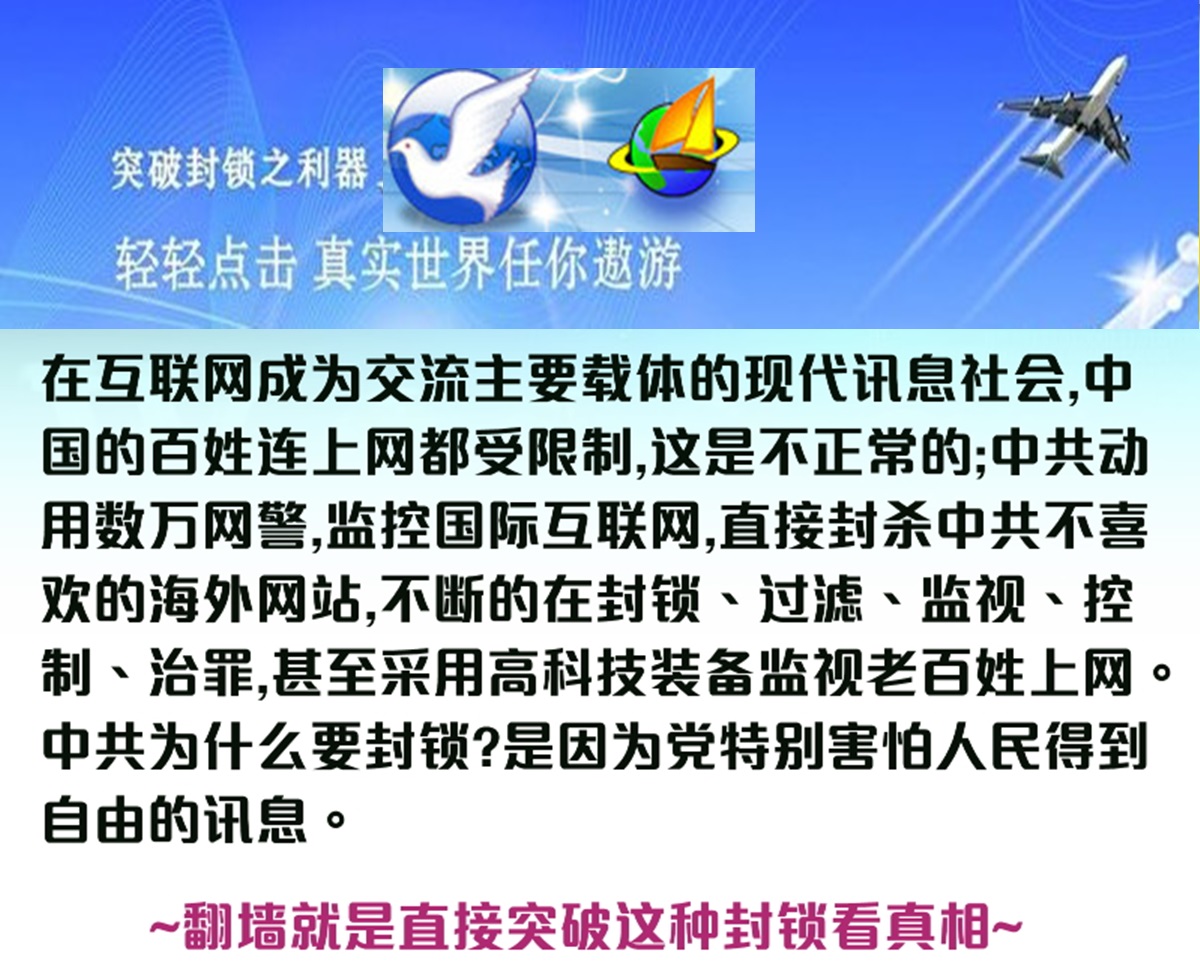 突破封锁之利器
轻轻点击 真实世界任你遨游
在互联网成为交流主要载体的现代讯息社会,中
国的百姓连上网都受限制,这是不正常的;中共动
用数万网警,监控国际互联网,直接封杀中共不喜
欢的海外网站,不断的在封锁、过滤、监视、控
制、治罪,甚至采用高科技装备监视老百姓上网。
中共为什么要封锁?是因为党特别害怕人民得到
自由的讯息。
~翻墙就是直接突破这种封锁看真相~